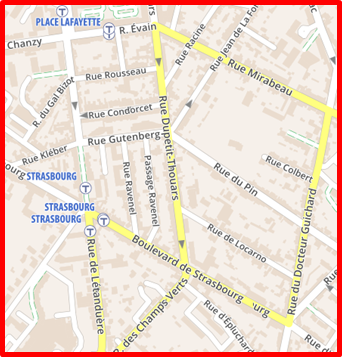 PLACE LAFAYETTE
R. Évain
Chanzy
Rue Racine
Rue Jean de La Fon
Rue Rousseau
Rue Mirabeau
R. du Gal Bizot
Rue Condorcet
Rue Dupetit-Thouars
Rue Gutenberg
Rue Kléber
Rue Colbert
STRASBOURG
Rue du Pin
Rue Ravenel
Passage Ravenel
STRASBOURG
STRASBOURG
Rue du Docteur Guichard
Rue de Locarno
Boulevard de Strasbourg
Rue de Létanduère
Rue d'Épluchard
R. des Champs Verts